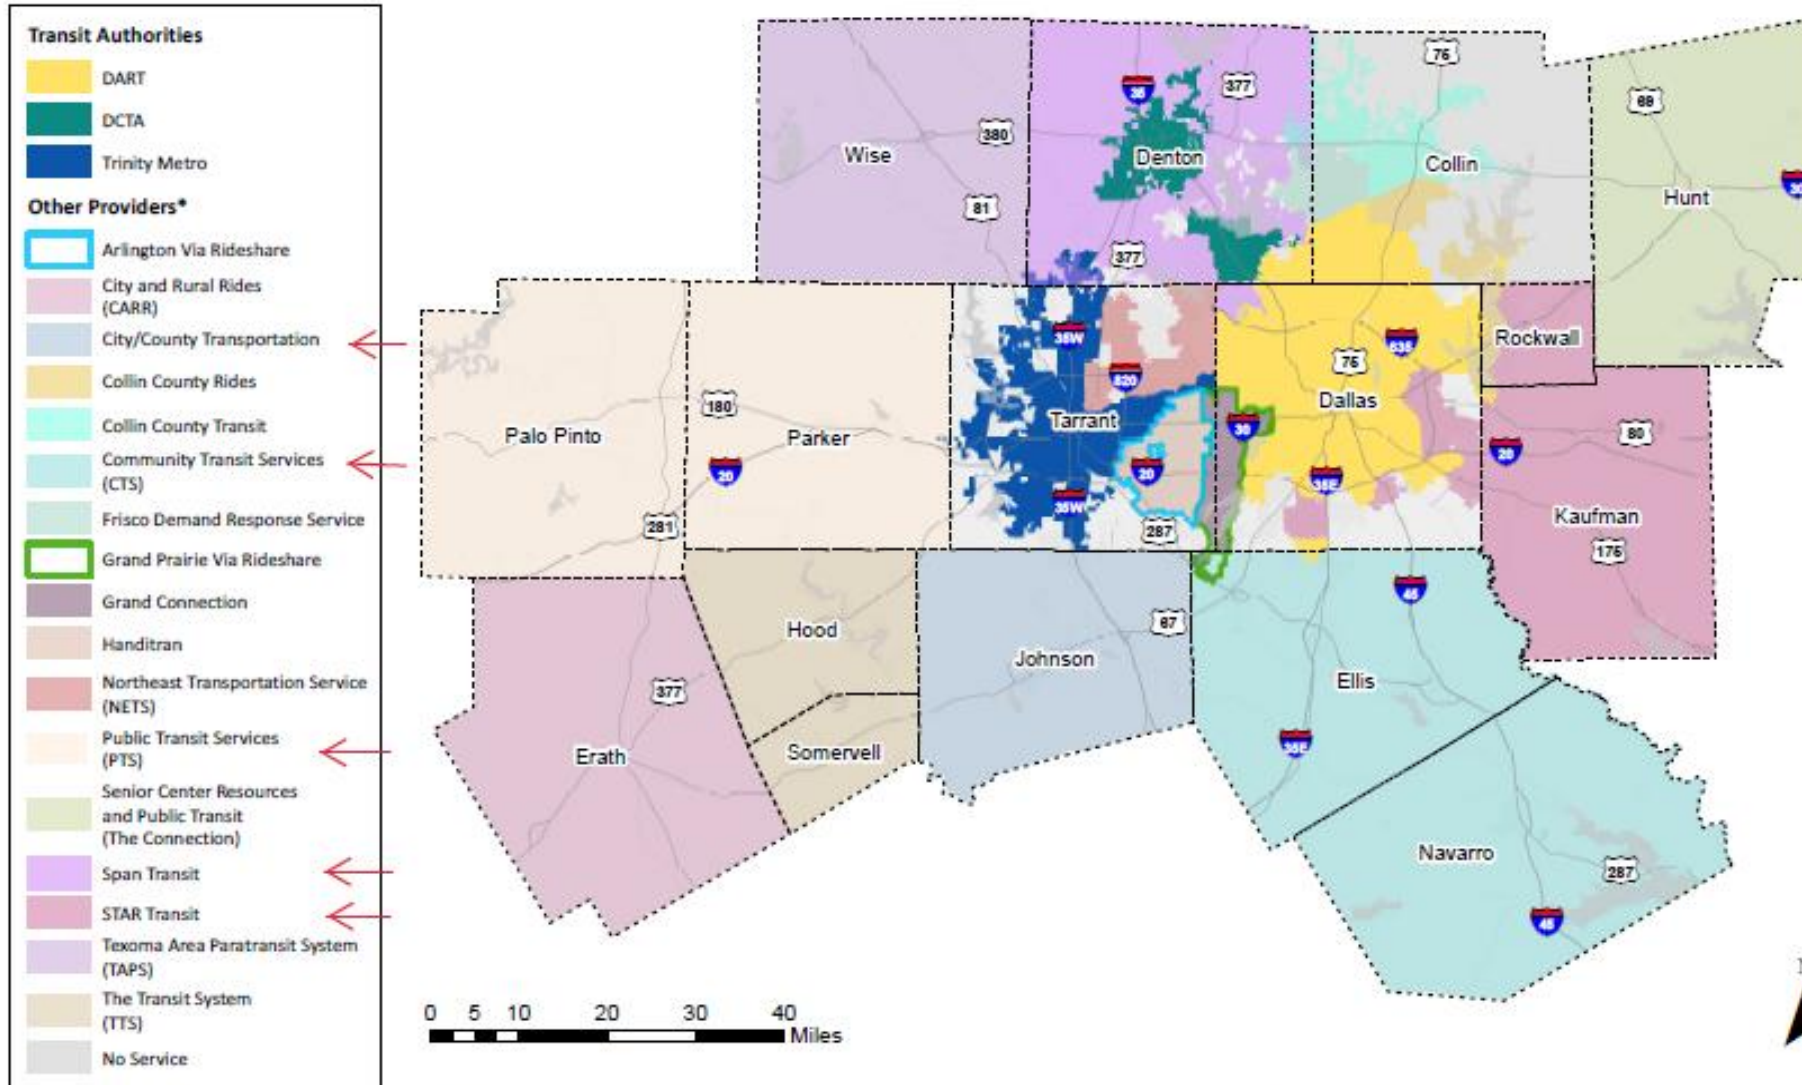 Transit Authorities
DART
DCTA
Trinity Metro
Other Providers*
Arlington Via Rideshare
City and Rural Rides
(CARR)
City/County Transportation
Collin County Rides
Collin County Transit
Community Transit Services
(CTS)
Frisco Demand Response Service
Grand Prairie Via Rideshare
Grand Connection
Handitran
Northeast Transportation Service
(NETS)
Public Transit Services
(PTS)
Senior Center Resources
and Public Transit
(The Connection)
Span Transit
STAR Transit
Texoma Area Paratransit System
(TAPS)
The Transit System
(TTS)
No Service
75
35
377
69
380
Wise
Denton
Collin
Hunt
30
81
377
35W
635
Rockwall
75
820
180
Dallas
Palo Pinto
Parker
Tarrant
30
80
20
20
20
35E
35W
281
287
Kaufman
175
45
Hood
67
Johnson
Ellis
377
Erath
Somervell
35E
Navarro
287
45
0 5 10 20 30 40
Miles